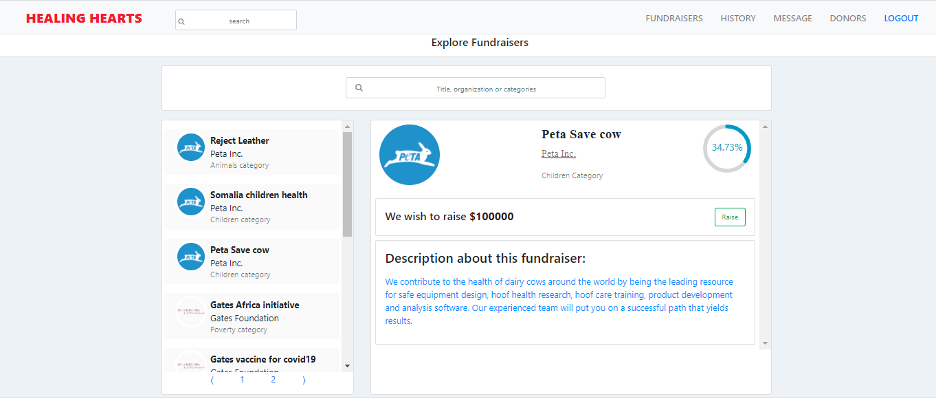 HEALING HEARTS
search
FUNDRAISERS
HISTORY
MESSAGE
DONORS
LOGOUT
Explore Fundraisers
Title, organization or categories
Reject Leather
Peta Inc.
Animals category
Somalia children health
Peta Inc.
Children category
Peta Save cow
Peta Inc.
Children category
Gates Africa initiative
Gates Foundation
Poverty category
Gates vaccine for covid19
Gates Foundation
⟨ 1 2 ⟩
PETA
Peta Save cow
Peta Inc.
Children Category
34.73%
We wish to raise $100000
Raise
Description about this fundraiser:
We contribute to the health of dairy cows around the world by being the leading resource
for safe equipment design, hoof health research, hoof care training, product development
and analysis software. Our experienced team will put you on a successful path that yields
results.